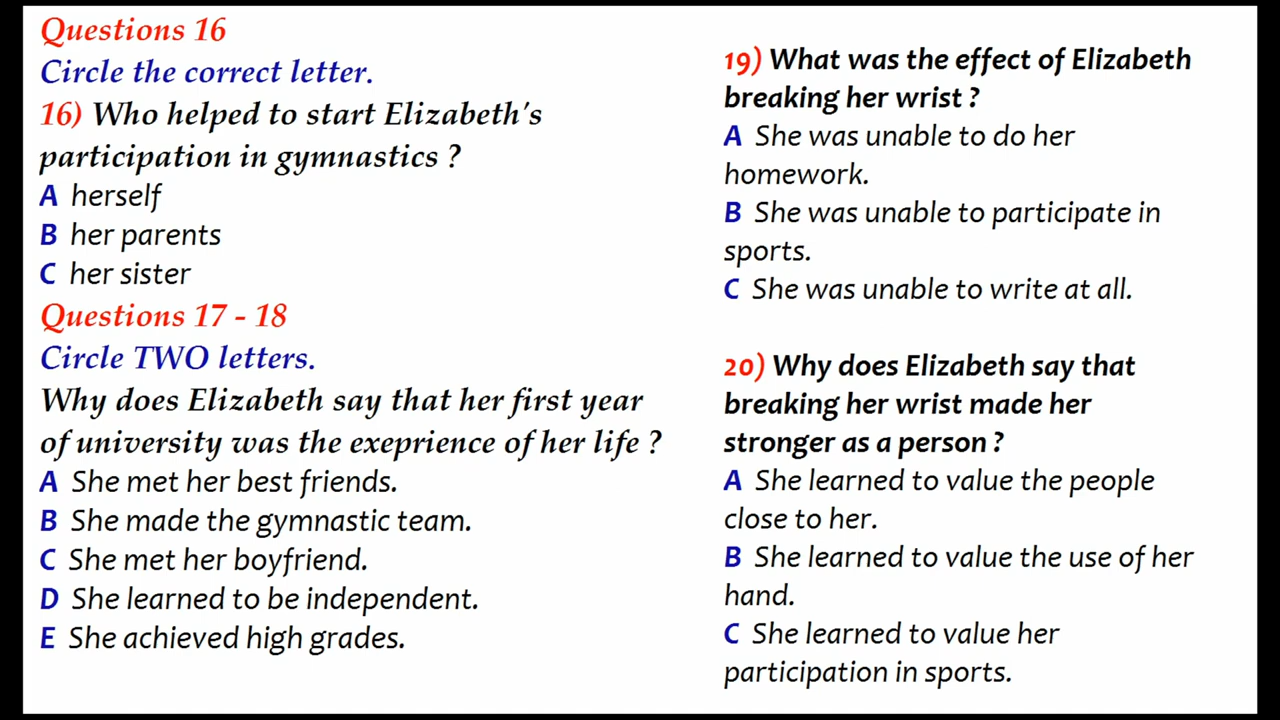 Questions 16
Circle the correct letter.
16) Who helped to start Elizabeth's
participation in gymnastics ?
A herself
B her parents
C her sister
Questions 17 - 18
Circle TWO letters.
Why does Elizabeth say that her first year
of university was the exeprience of her life ?
A She met her best friends.
B She made the gymnastic team.
C She met her boyfriend.
D She learned to be independent.
E She achieved high grades.
19) What was the effect of Elizabeth
breaking her wrist ?
A She was unable to do her
homework.
B She was unable to participate in
sports.
C She was unable to write at all.
20) Why does Elizabeth say that
breaking her wrist made her
stronger as a person ?
A She learned to value the people
close to her.
B She learned to value the use of her
hand.
C She learned to value her
participation in sports.